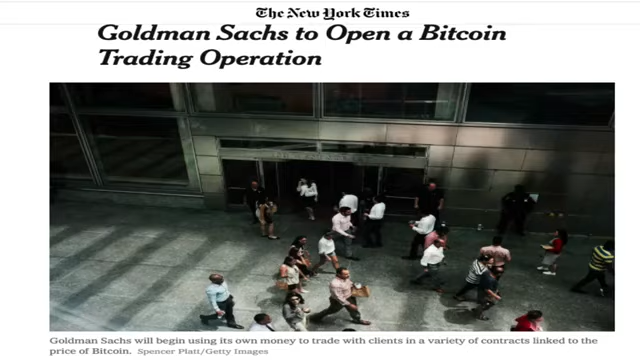 The New York Times
Goldman Sachs to Open a Bitcoin
Trading Operation
Goldman Sachs will begin using its own money to trade with clients in a variety of contracts linked to the
price of Bitcoin. Spencer Platt/Getty Images